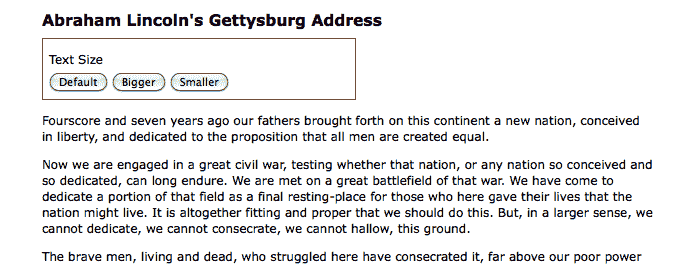 Abraham Lincoln's Gettysburg Address
Text Size
Default Bigger Smaller
Fourscore and seven years ago our fathers brought forth on this continent a new nation, conceived
in liberty, and dedicated to the proposition that all men are created equal.
Now we are engaged in a great civil war, testing whether that nation, or any nation so conceived and
so dedicated, can long endure. We are met on a great battlefield of that war. We have come to
dedicate a portion of that field as a final resting-place for those who here gave their lives that the
nation might live. It is altogether fitting and proper that we should do this. But, in a larger sense, we
cannot dedicate, we cannot consecrate, we cannot hallow, this ground.
The brave men, living and dead, who struggled here have consecrated it, far above our poor power